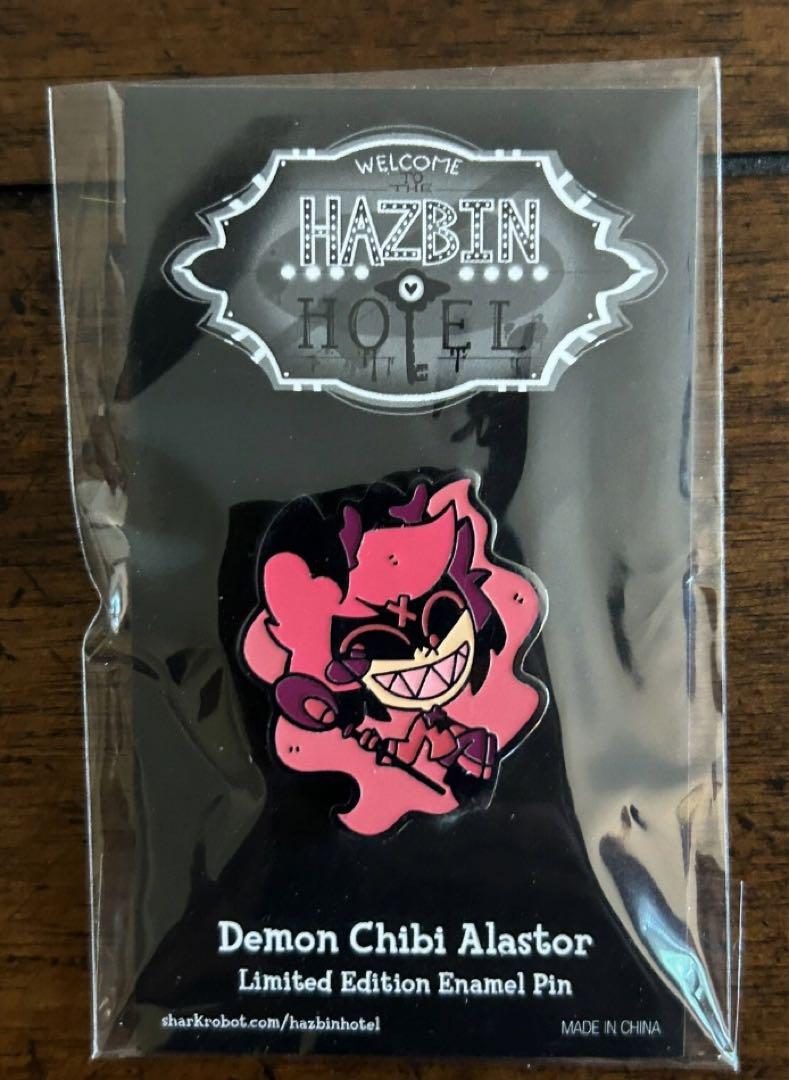 WELCOME
TO
THE
HAZBIN
HOTEL
Demon Chibi Alastor
Limited Edition Enamel Pin
sharkrobot.com/hazbinhotel
MADE IN CHINA